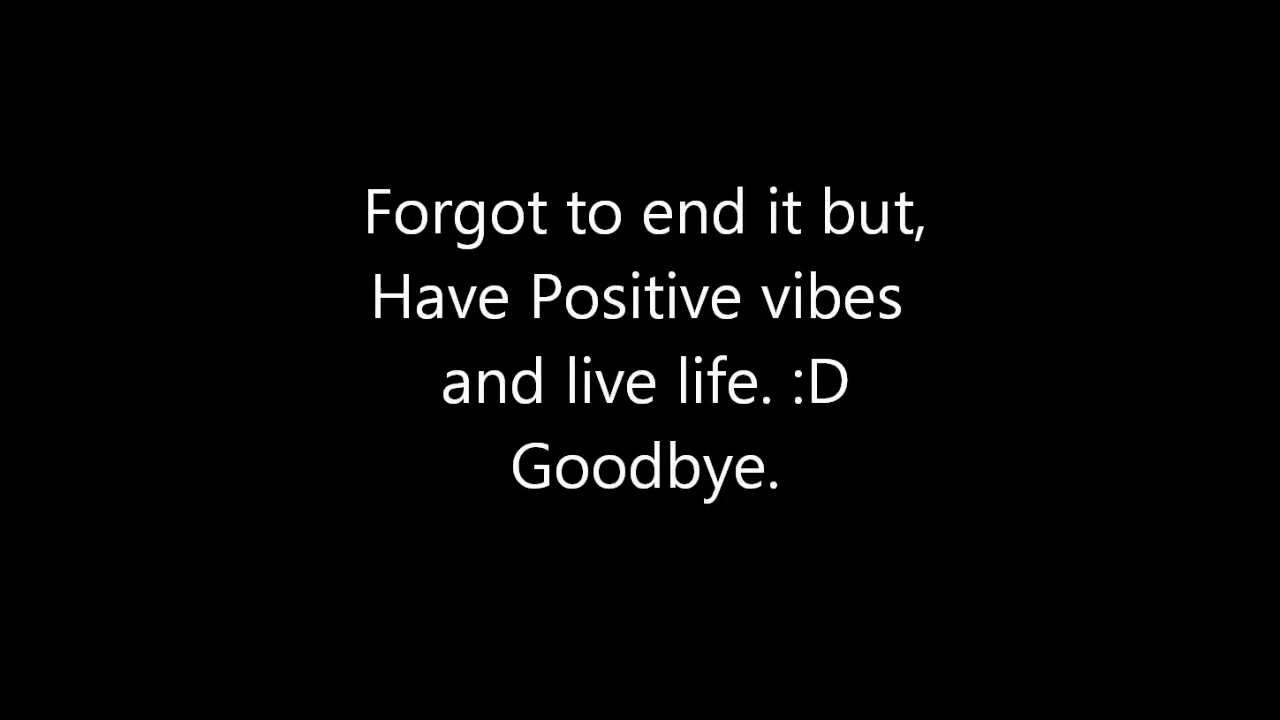 Forgot to end it but,
Have Positive vibes
and live life. :D
Goodbye.